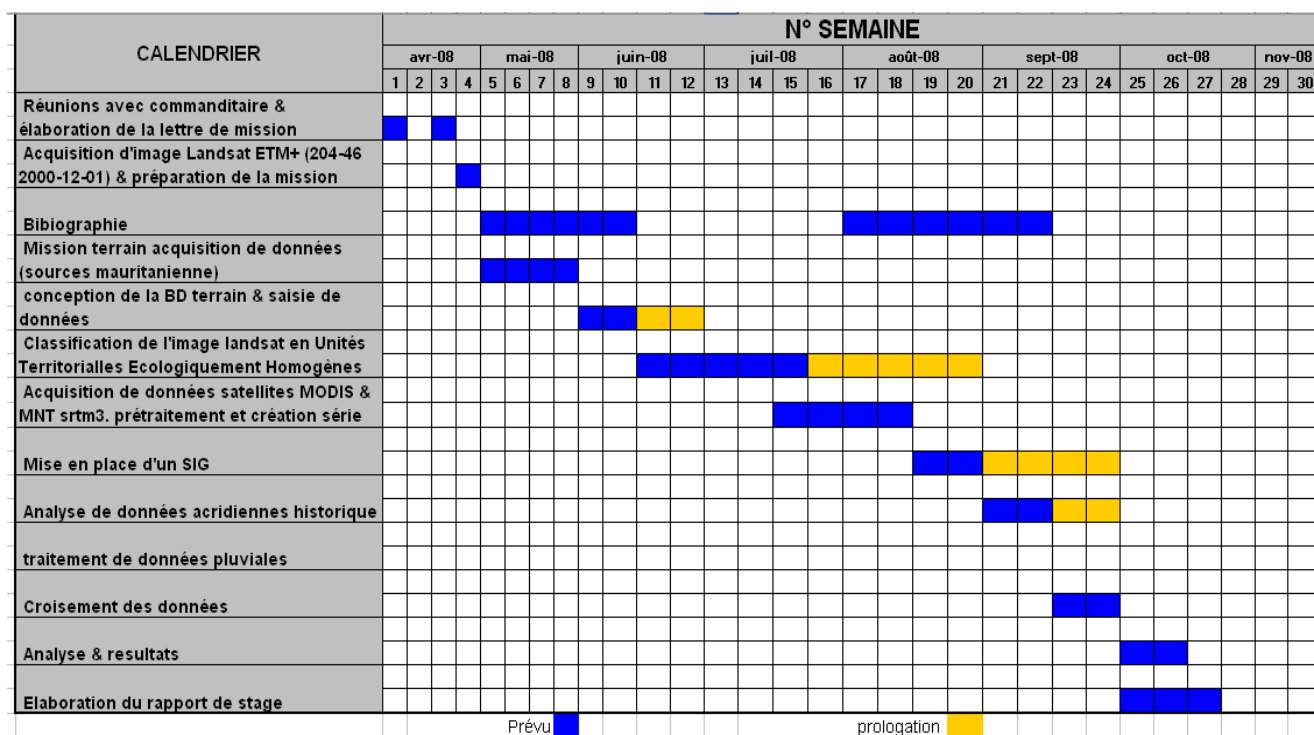 N° SEMAINE
CALENDRIER
avr-08 mai-08 juin-08 juil-08 août-08 sept-08 oct-08 nov-08
1 2 3 4 5 6 7 8 9 10 11 12 13 14 15 16 17 18 19 20 21 22 23 24 25 26 27 28 29 30
Réunions avec commanditaire &
élaboration de la lettre de mission
Acquisition d'image Landsat ETM+ (204-46
2000-12-01) & préparation de la mission
Bibiographie
Mission terrain acquisition de données
(sources mauritanienne)
conception de la BD terrain & saisie de
données
Classification de l'image landsat en Unités
Territorialles Ecologiquement Homogènes
Acquisition de données satellites MODIS &
MNT srtm3. prétraitement et création série
Mise en place d'un SIG
Analyse de données acridiennes historique
traitement de données pluviales
Croisement des données
Analyse & resultats
Elaboration du rapport de stage
Prévu prologation